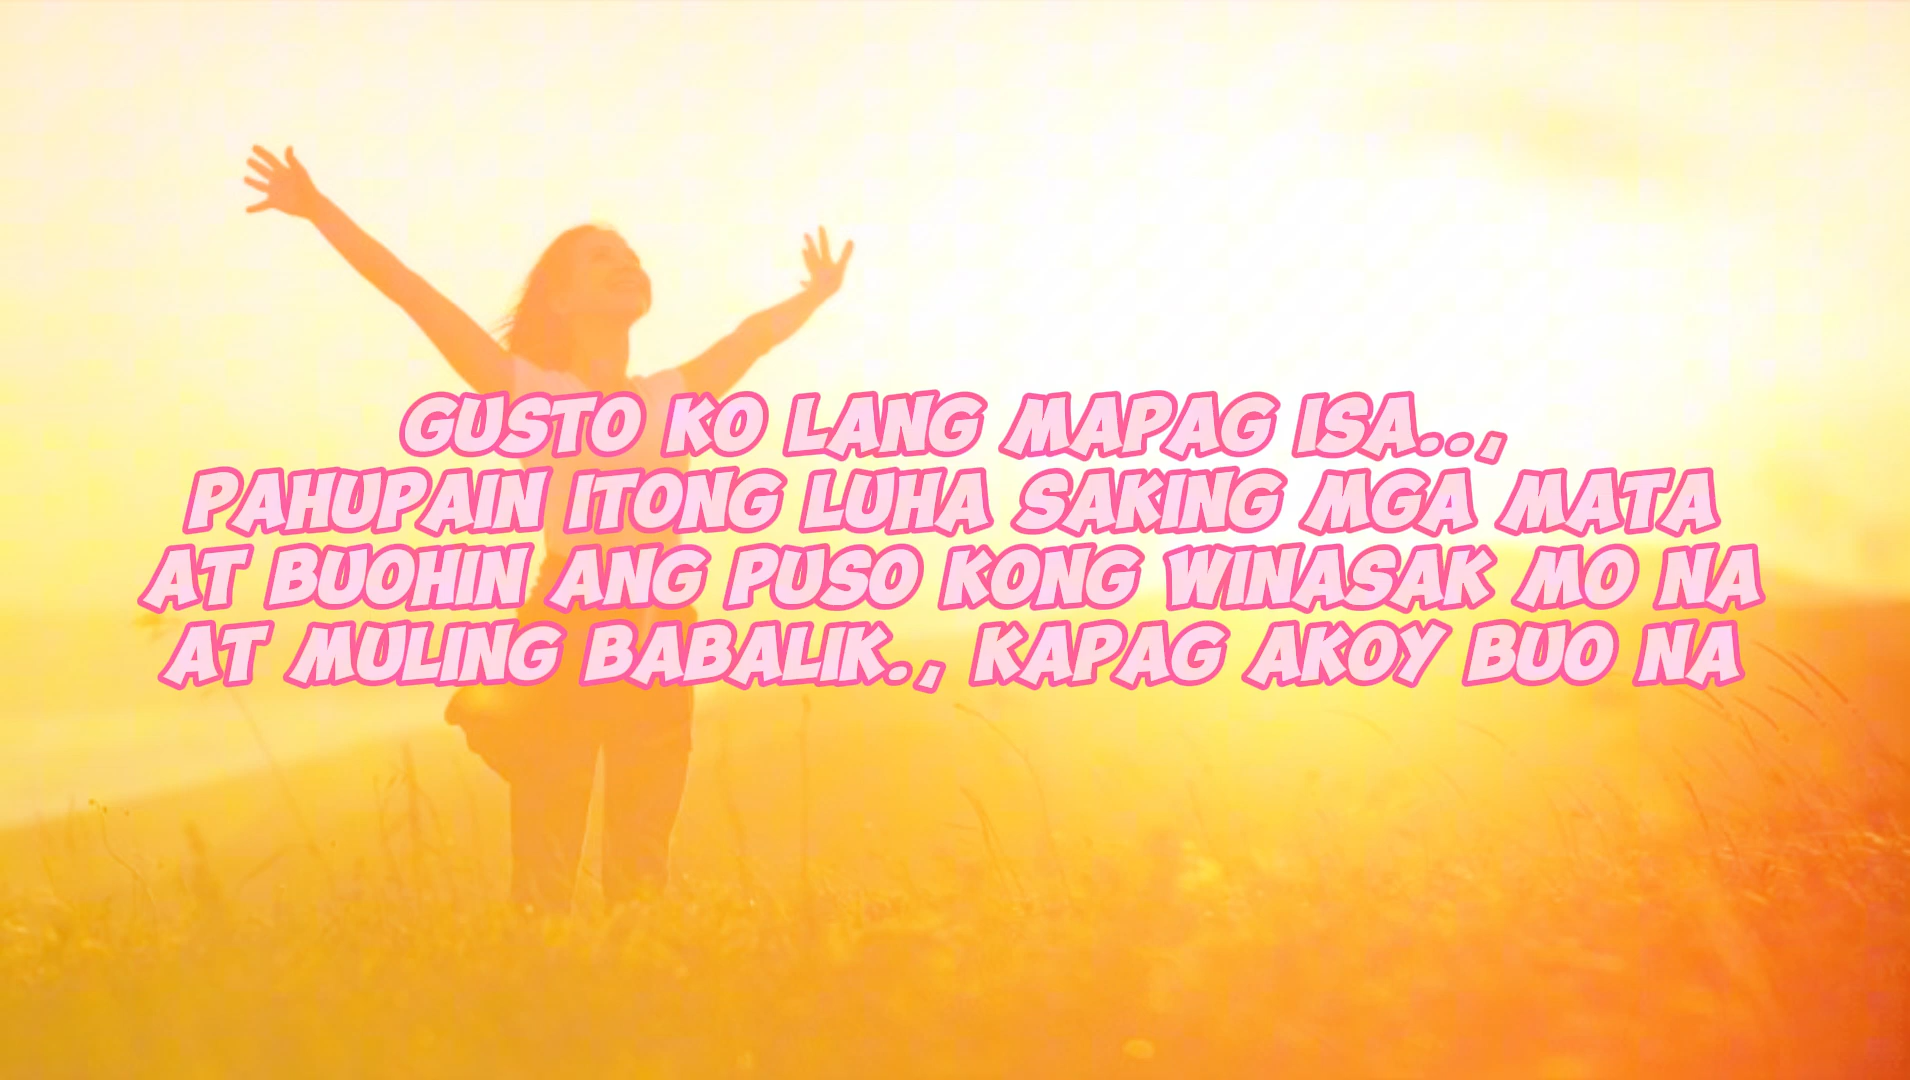 GUSTO KO LANG MAPAG ISA..,
PAHUPAIN ITONG LUHA SAKING MGA MATA
AT BUOHIN ANG PUSO KONG WINASAK MO NA
AT MULING BABALIK., KAPAG AKOY BUO NA